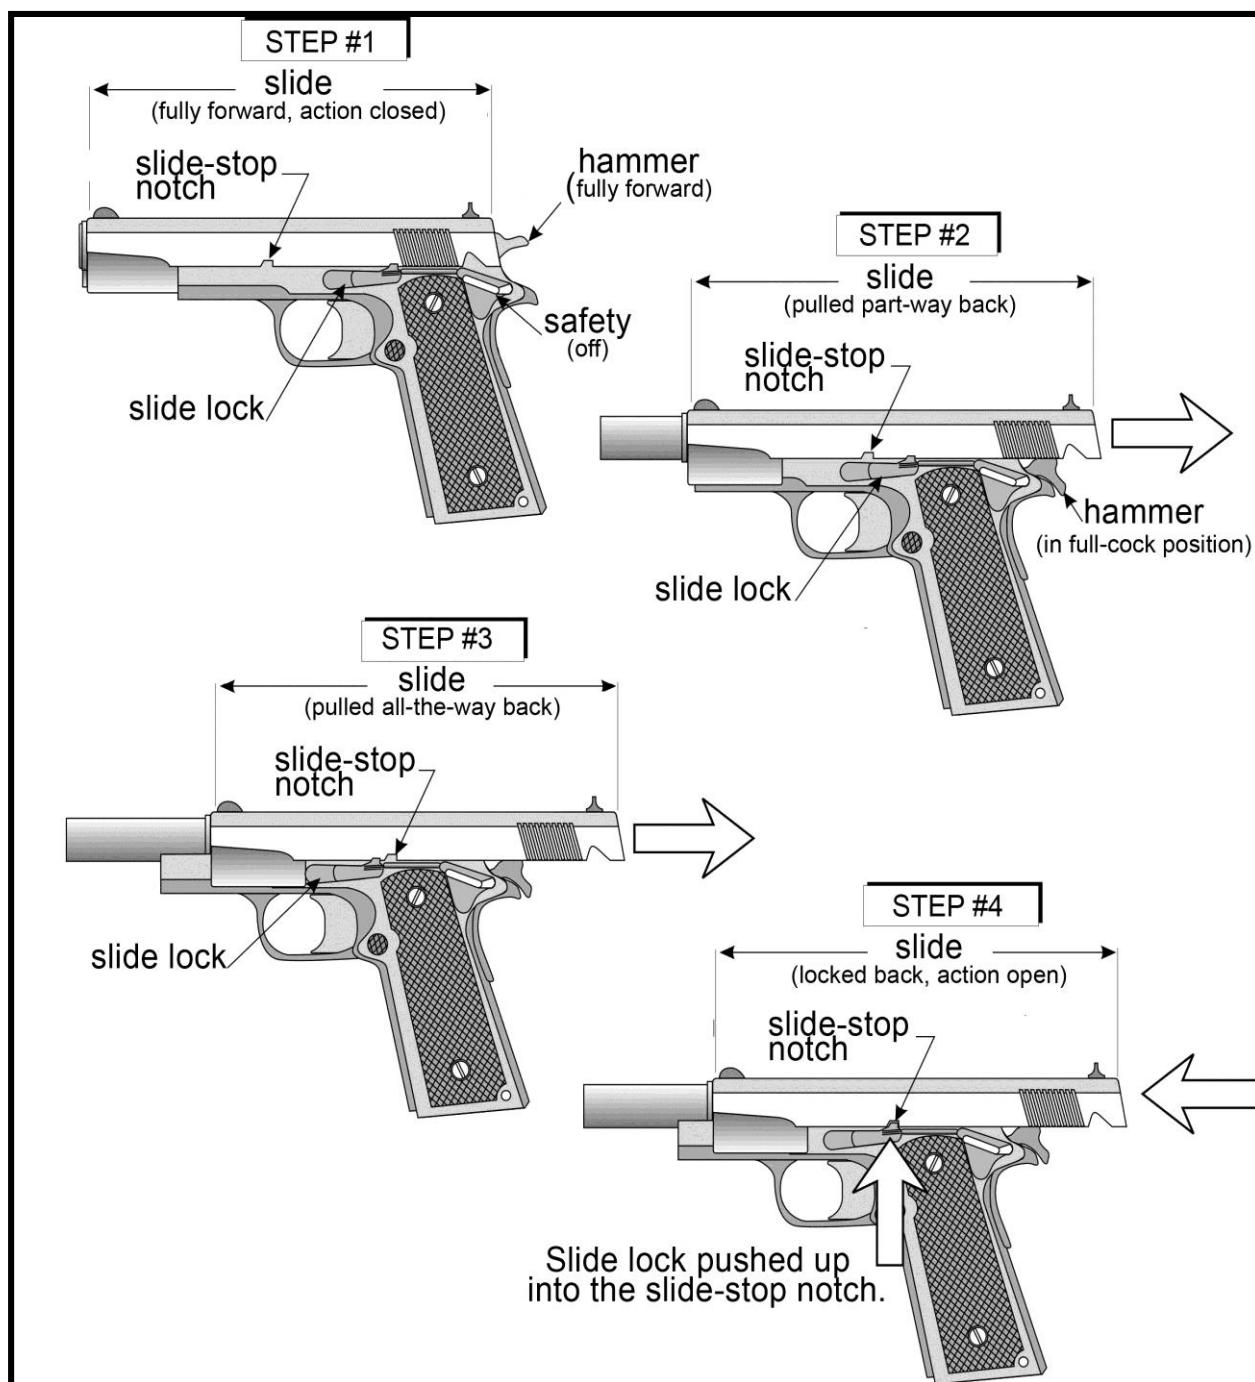 STEP #1
slide
(fully forward, action closed)
slide-stop
notch
hammer
(fully forward)
safety
(off)
slide lock
STEP #2
slide
(pulled part-way back)
slide-stop
notch
hammer
(in full-cock position)
slide lock
STEP #3
slide
(pulled all-the-way back)
slide-stop
notch
slide lock
STEP #4
slide
(locked back, action open)
slide-stop
notch
Slide lock pushed up
into the slide-stop notch.